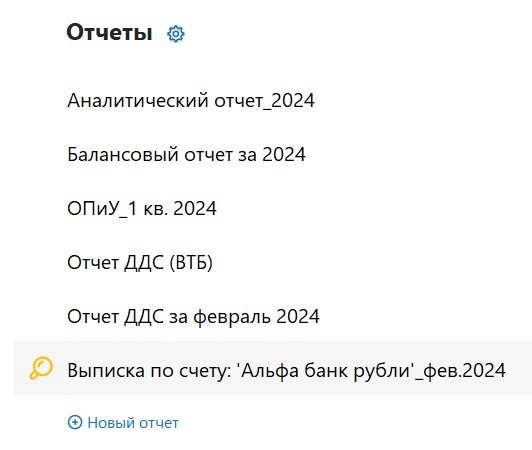 Отчеты
Аналитический отчет_2024
Балансовый отчет за 2024
ОПиУ_1 кв. 2024
Отчет ДДС (ВТБ)
Отчет ДДС за февраль 2024
Выписка по счету: 'Альфа банк рубли'_фев.2024
Новый отчет